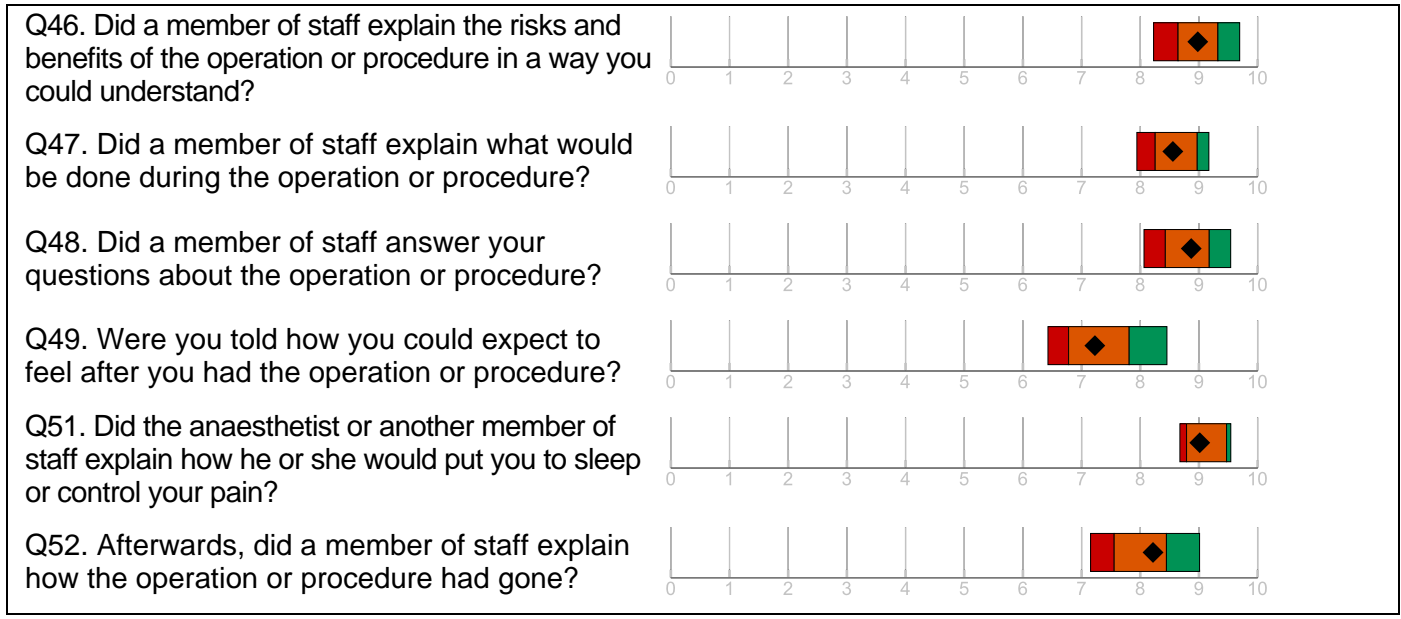 Q46. Did a member of staff explain the risks and
benefits of the operation or procedure in a way you
could understand?
0 1 2 3 4 5 6 7 8 9 10
Q47. Did a member of staff explain what would
be done during the operation or procedure?
0 1 2 3 4 5 6 7 8 9 10
Q48. Did a member of staff answer your
questions about the operation or procedure?
0 1 2 3 4 5 6 7 8 9 10
Q49. Were you told how you could expect to
feel after you had the operation or procedure?
0 1 2 3 4 5 6 7 8 9 10
Q51. Did the anaesthetist or another member of
staff explain how he or she would put you to sleep
or control your pain?
0 1 2 3 4 5 6 7 8 9 10
Q52. Afterwards, did a member of staff explain
how the operation or procedure had gone?
0 1 2 3 4 5 6 7 8 9 10